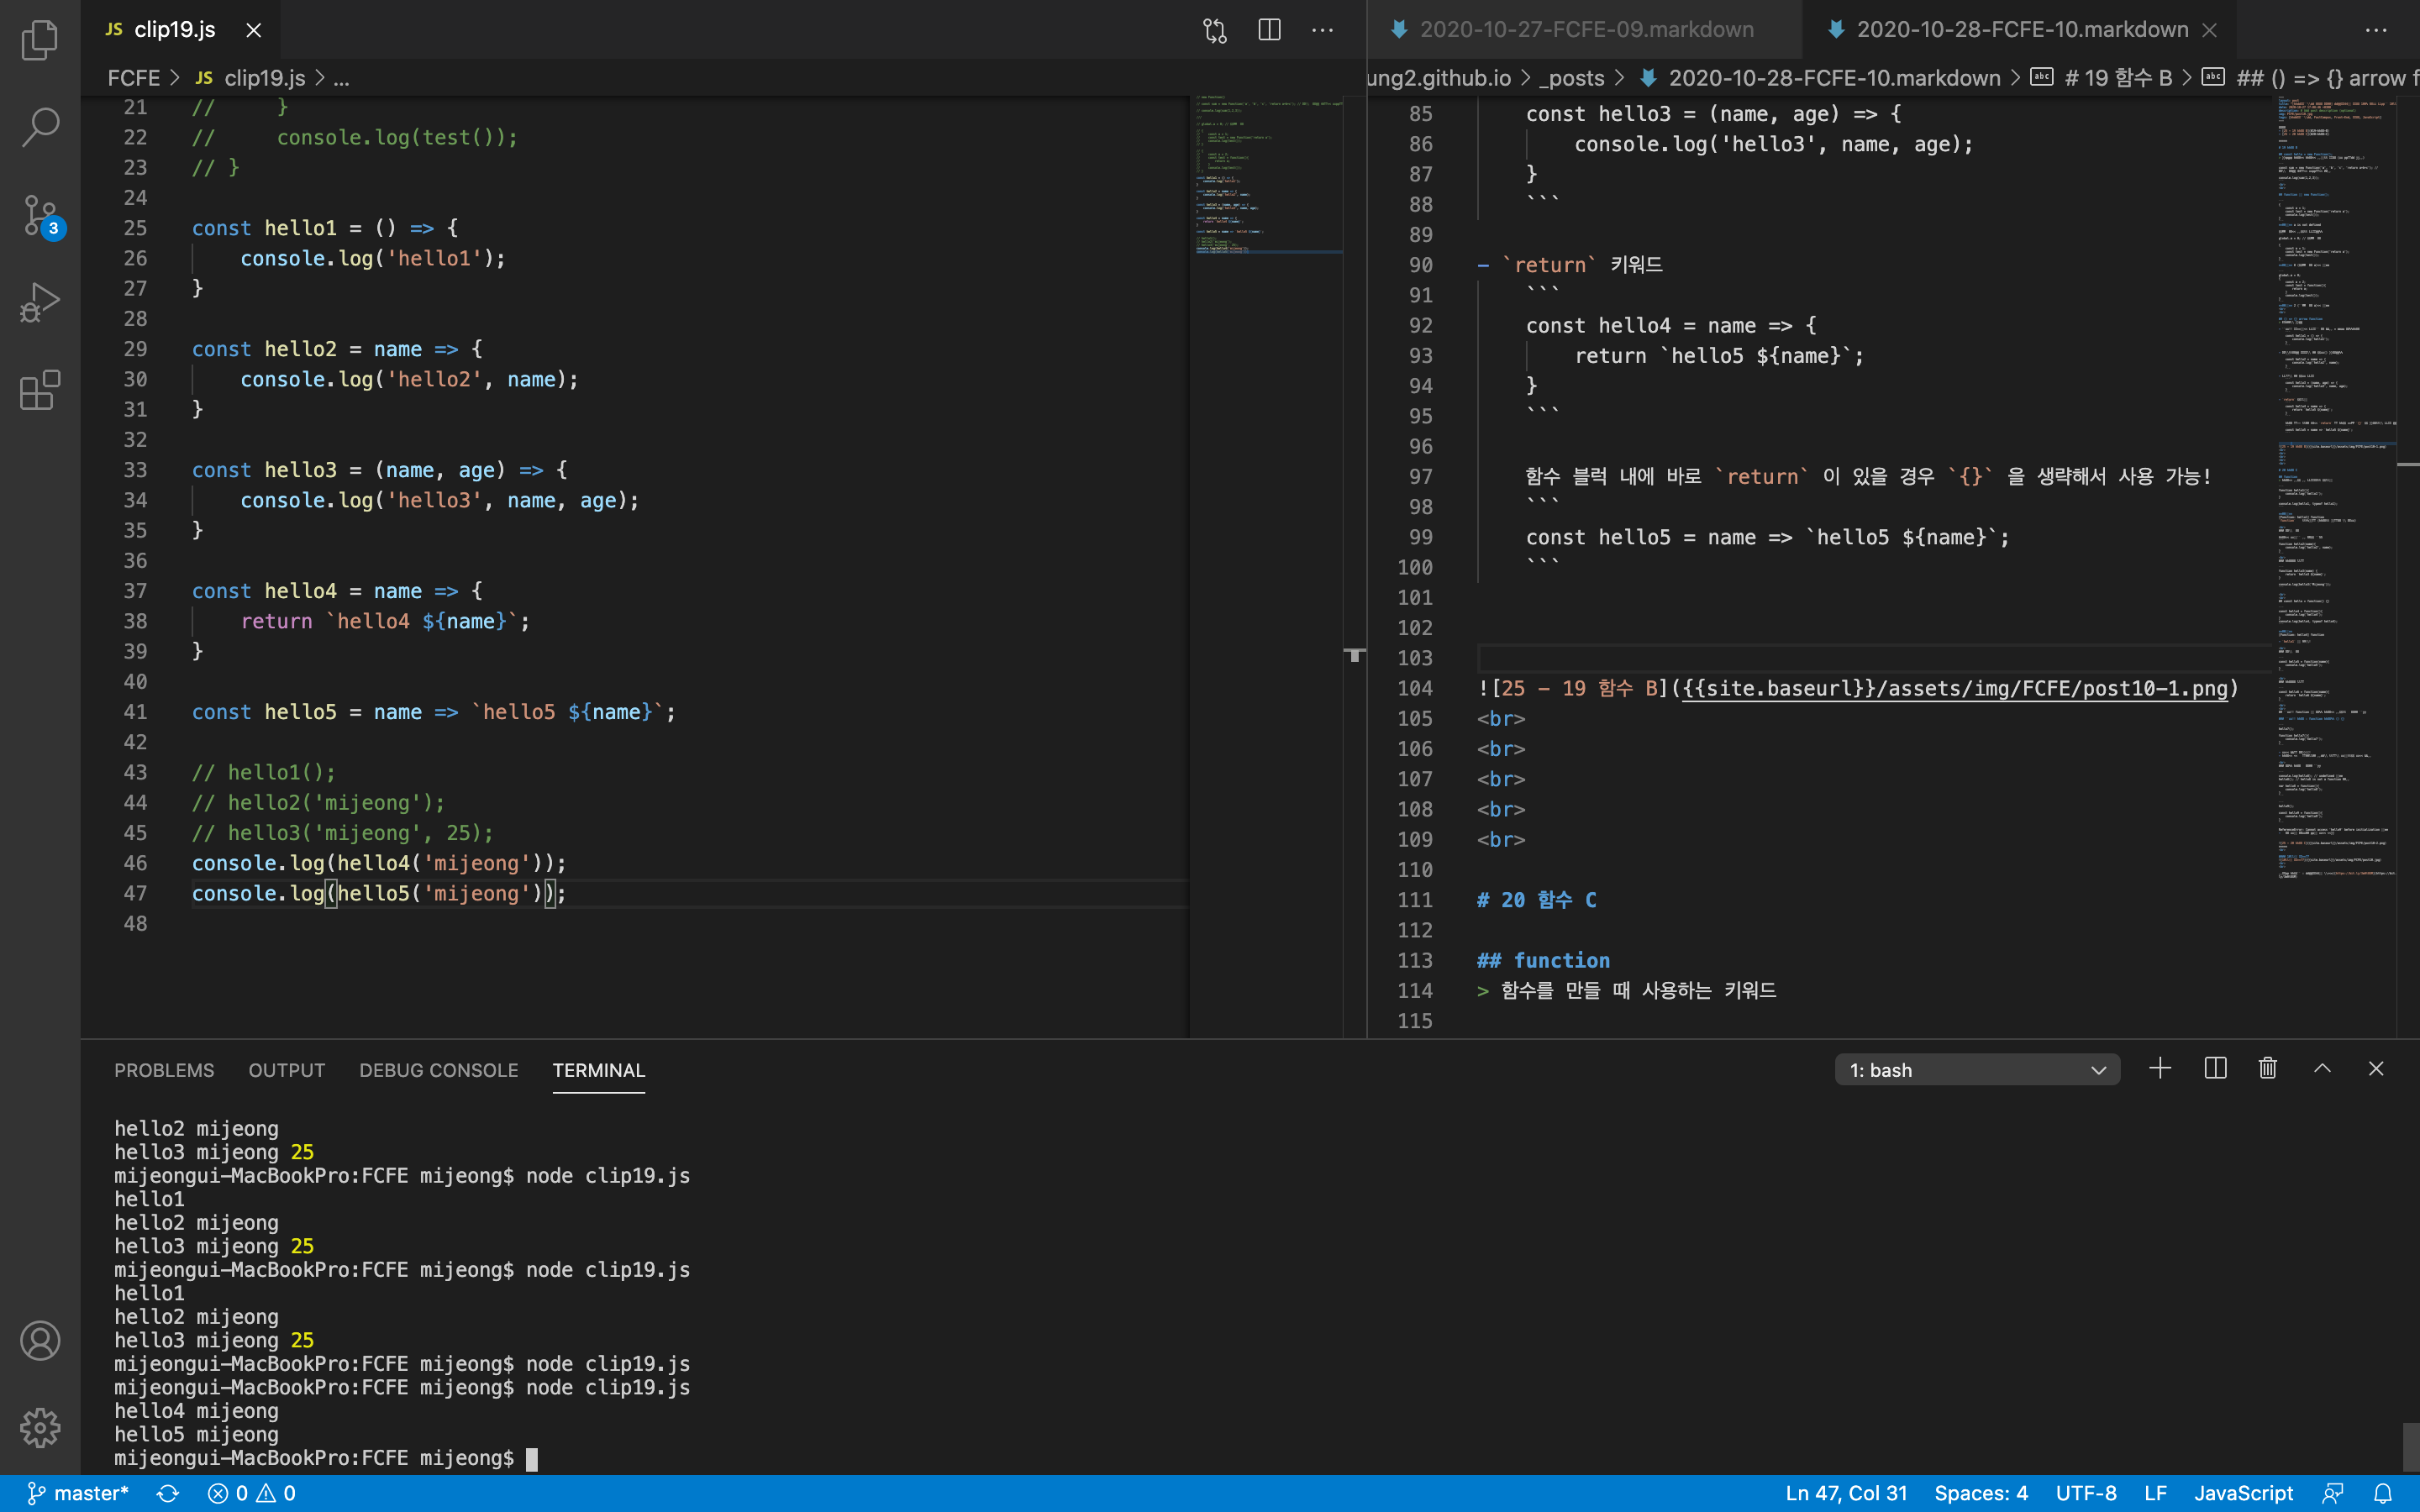 JS clip19.js
2020-10-27-FCFE-09.markdown
2020-10-28-FCFE-10.markdown
FCFE > JS clip19.js > ...
ung2.github.io > _posts > 2020-10-28-FCFE-10.markdown > # 19 함수 B > ## () => {} arrow f
21 //     }
22 //     console.log(test());
23 // }
24
25 const hello1 = () => {
26     console.log('hello1');
27 }
28
29 const hello2 = name => {
30     console.log('hello2', name);
31 }
32
33 const hello3 = (name, age) => {
34     console.log('hello3', name, age);
35 }
36
37 const hello4 = name => {
38     return `hello4 ${name}`;
39 }
40
41 const hello5 = name => `hello5 ${name}`;
42
43 // hello1();
44 // hello2('mijeong');
45 // hello3('mijeong', 25);
46 console.log(hello4('mijeong'));
47 console.log(hello5('mijeong'));
48
85     const hello3 = (name, age) => {
86         console.log('hello3', name, age);
87     }
88     ```
89
90 - `return` 키워드
91     ```
92     const hello4 = name => {
93         return `hello5 ${name}`;
94     }
95     ```
96
97     함수 블럭 내에 바로 `return` 이 있을 경우 `{}` 을 생략해서 사용 가능!
98     ```
99     const hello5 = name => `hello5 ${name}`;
100     ```
101
102
103
104 ![25 - 19 함수 B]({{site.baseurl}}/assets/img/FCFE/post10-1.png)
105 <br>
106 <br>
107 <br>
108 <br>
109 <br>
110
111 # 20 함수 C
112
113 ## function
114 > 함수를 만들 때 사용하는 키워드
115
3
PROBLEMS OUTPUT DEBUG CONSOLE TERMINAL
1: bash
hello2 mijeong
hello3 mijeong 25
mijeongui-MacBookPro:FCFE mijeong$ node clip19.js
hello1
hello2 mijeong
hello3 mijeong 25
mijeongui-MacBookPro:FCFE mijeong$ node clip19.js
hello1
hello2 mijeong
hello3 mijeong 25
mijeongui-MacBookPro:FCFE mijeong$ node clip19.js
mijeongui-MacBookPro:FCFE mijeong$ node clip19.js
hello4 mijeong
hello5 mijeong
mijeongui-MacBookPro:FCFE mijeong$
master* 0 0
Ln 47, Col 31 Spaces: 4 UTF-8 LF JavaScript